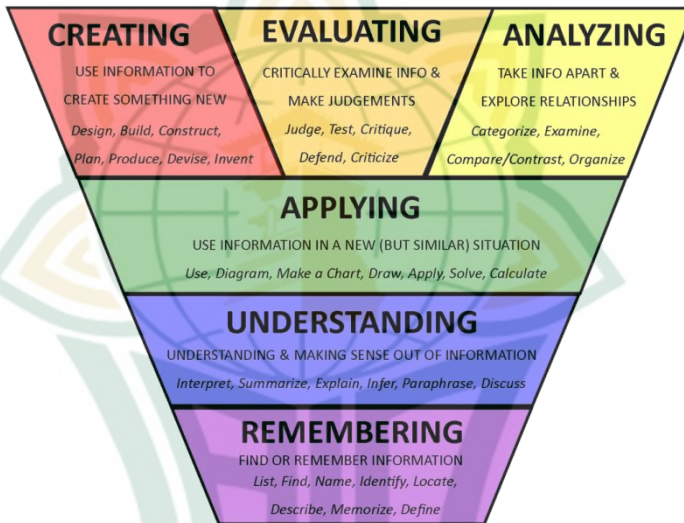 CREATING
USE INFORMATION TO
CREATE SOMETHING NEW
Design, Build, Construct,
Plan, Produce, Devise, Invent
EVALUATING
CRITICALLY EXAMINE INFO &
MAKE JUDGEMENTS
Judge, Test, Critique,
Defend, Criticize
ANALYZING
TAKE INFO APART &
EXPLORE RELATIONSHIPS
Categorize, Examine,
Compare/Contrast, Organize
APPLYING
USE INFORMATION IN A NEW (BUT SIMILAR) SITUATION
Use, Diagram, Make a Chart, Draw, Apply, Solve, Calculate
UNDERSTANDING
UNDERSTANDING & MAKING SENSE OUT OF INFORMATION
Interpret, Summarize, Explain, Infer, Paraphrase, Discuss
REMEMBERING
FIND OR REMEMBER INFORMATION
List, Find, Name, Identify, Locate,
Describe, Memorize, Define